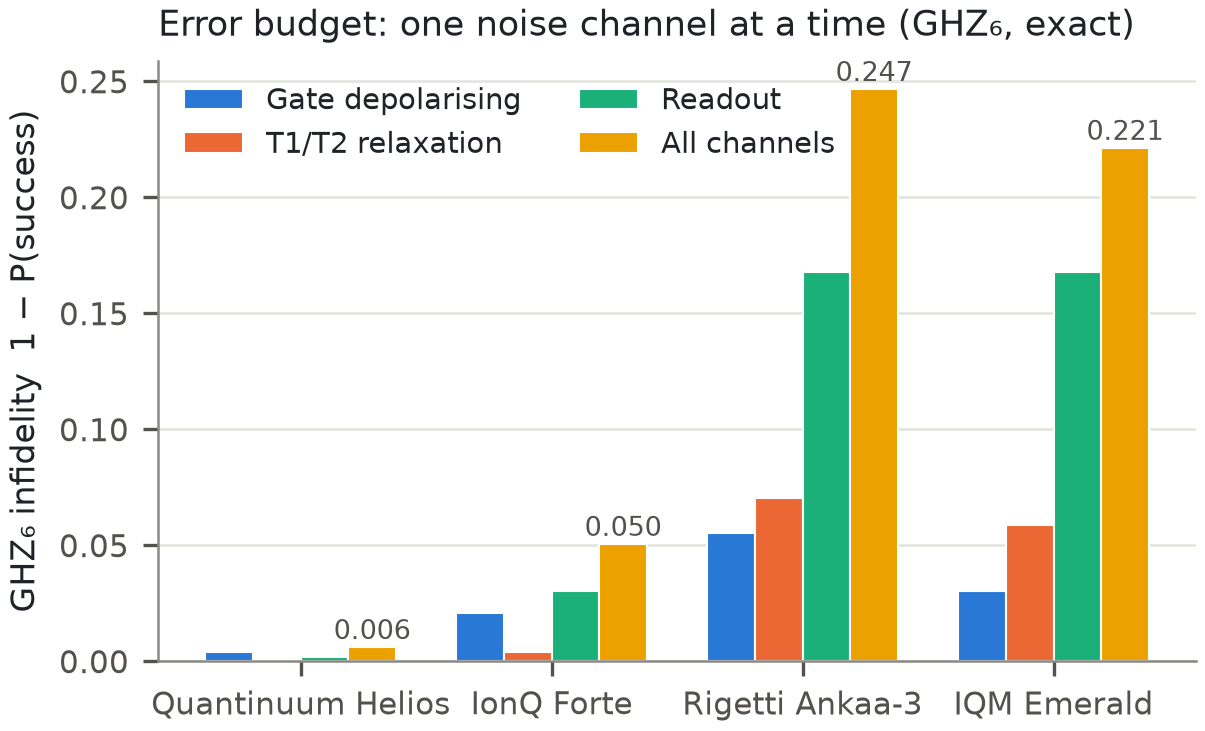 Error budget: one noise channel at a time (GHZ₆, exact)
GHZ₆ infidelity 1 − P(success)
0.25
0.20
0.15
0.10
0.05
0.00
Gate depolarising
T1/T2 relaxation
Readout
All channels
0.006
0.050
0.247
0.221
Quantinuum Helios
IonQ Forte
Rigetti Ankaa-3
IQM Emerald